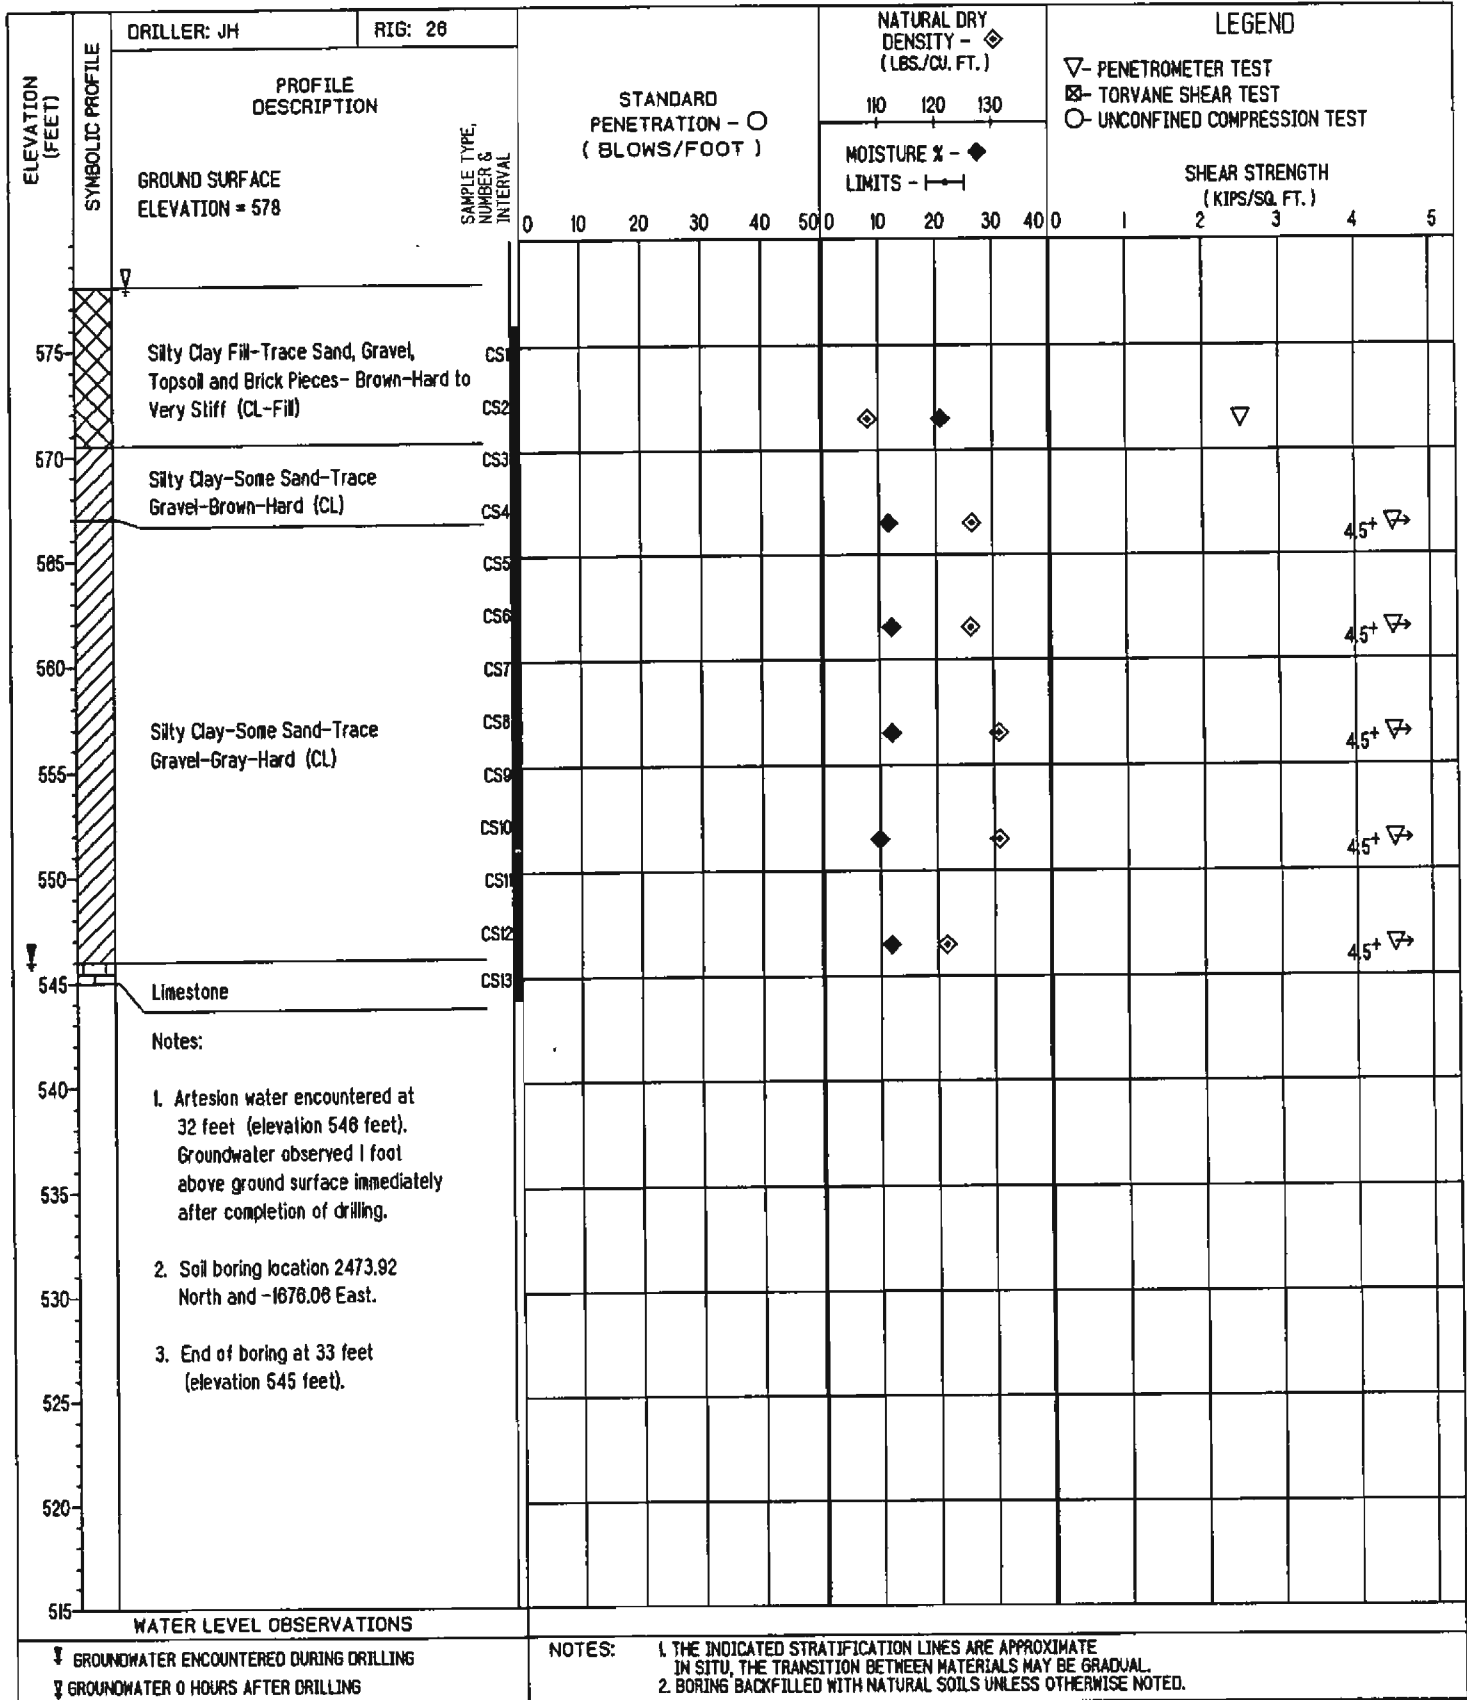 DRILLER: JH
RIG: 26
ELEVATION
(FEET)
SYMBOLIC PROFILE
PROFILE
DESCRIPTION
GROUND SURFACE
ELEVATION = 578
SAMPLE TYPE,
NUMBER &
INTERVAL
STANDARD
PENETRATION - O
( BLOWS/FOOT )
0 10 20 30 40 50
NATURAL DRY
DENSITY -
(LBS./CU. FT.)
110 120 130
MOISTURE % -
LIMITS -
0 10 20 30 40
LEGEND
▽- PENETROMETER TEST
⊠- TORVANE SHEAR TEST
O- UNCONFINED COMPRESSION TEST
SHEAR STRENGTH
(KIPS/SQ. FT.)
0 1 2 3 4 5
575
Silty Clay Fill-Trace Sand, Gravel,
Topsoil and Brick Pieces- Brown-Hard to
Very Stiff (CL-Fill)
CS1
CS2
570
CS3
Silty Clay-Some Sand-Trace
Gravel-Brown-Hard (CL)
CS4
4.5+
565
CS5
CS6
4.5+
560
CS7
Silty Clay-Some Sand-Trace
Gravel-Gray-Hard (CL)
CS8
4.5+
555
CS9
CS10
4.5+
550
CS11
CS12
4.5+
545
CS13
Limestone
Notes:
540
1. Artesion water encountered at
32 feet (elevation 546 feet).
Groundwater observed 1 foot
above ground surface immediately
after completion of drilling.
535
2. Soil boring location 2473.92
North and -1676.06 East.
530
3. End of boring at 33 feet
(elevation 545 feet).
525
520
515
WATER LEVEL OBSERVATIONS
GROUNDWATER ENCOUNTERED DURING DRILLING
GROUNDWATER 0 HOURS AFTER DRILLING
NOTES: 1. THE INDICATED STRATIFICATION LINES ARE APPROXIMATE
IN SITU, THE TRANSITION BETWEEN MATERIALS MAY BE GRADUAL.
2. BORING BACKFILLED WITH NATURAL SOILS UNLESS OTHERWISE NOTED.